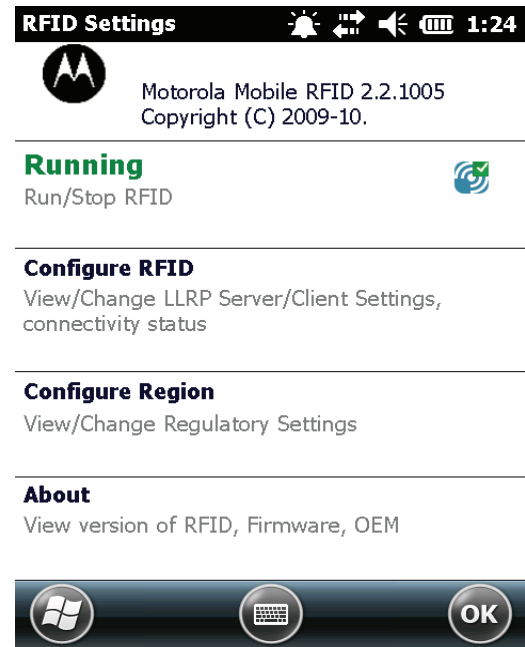 RFID Settings 1:24
Motorola Mobile RFID 2.2.1005
Copyright (C) 2009-10.
Running
Run/Stop RFID
Configure RFID
View/Change LLRP Server/Client Settings,
connectivity status
Configure Region
View/Change Regulatory Settings
About
View version of RFID, Firmware, OEM
OK